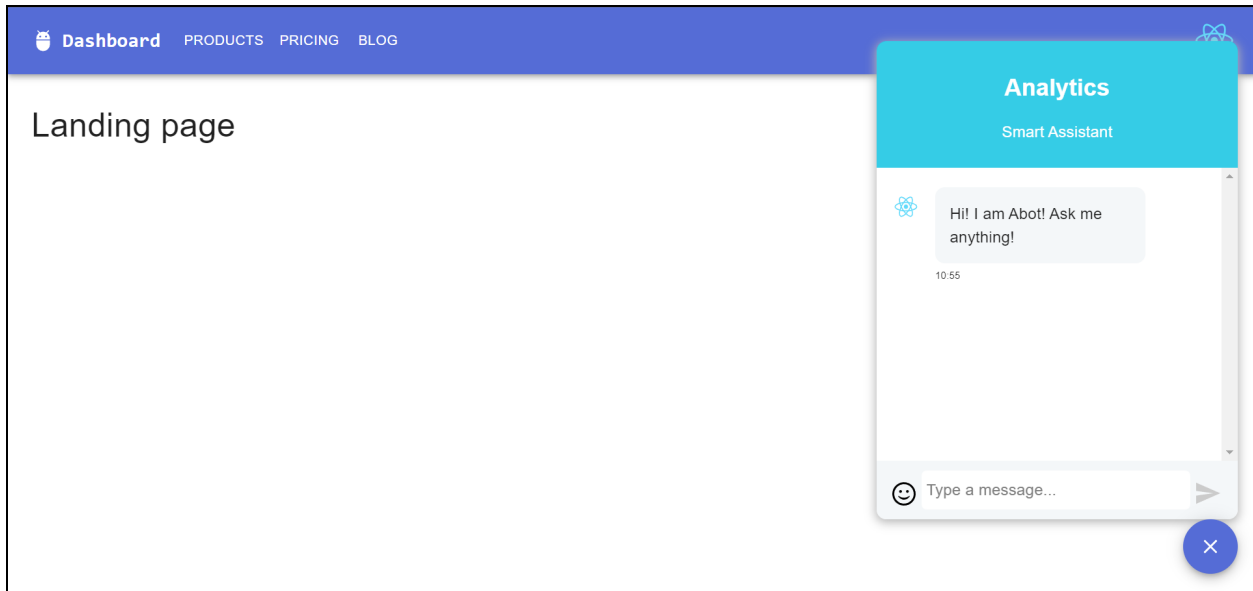 Dashboard PRODUCTS PRICING BLOG
Landing page
Analytics
Smart Assistant
Hi! I am Abot! Ask me
anything!
10:55
Type a message...